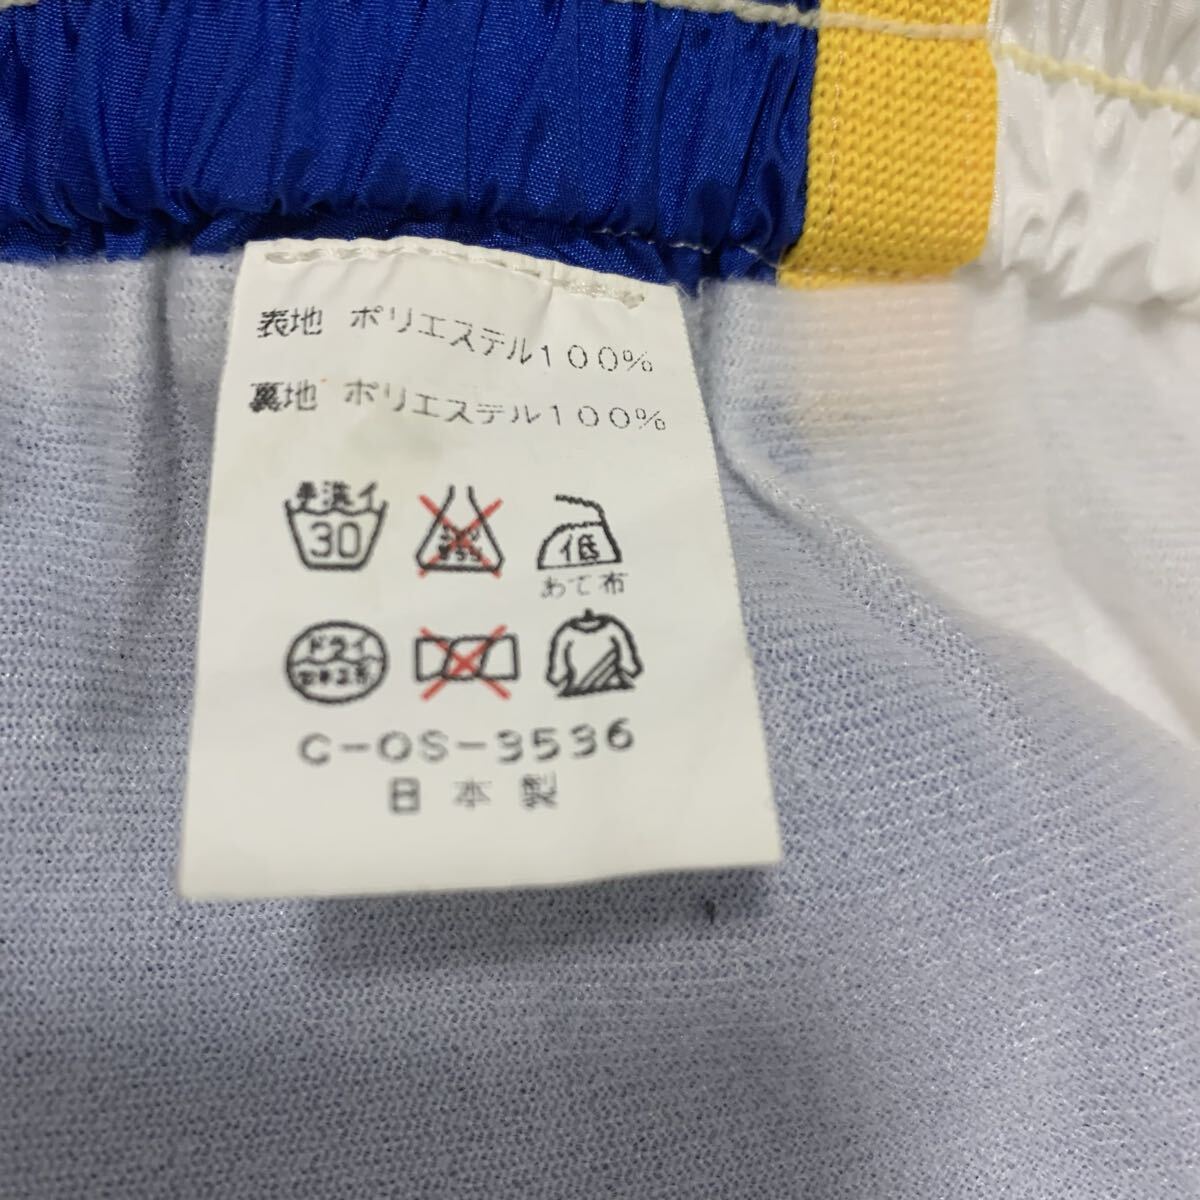 表地 ポリエステル100%
裏地 ポリエステル100%
手洗イ
30
低
あて布
ドライ
C-OS-3536
日本製